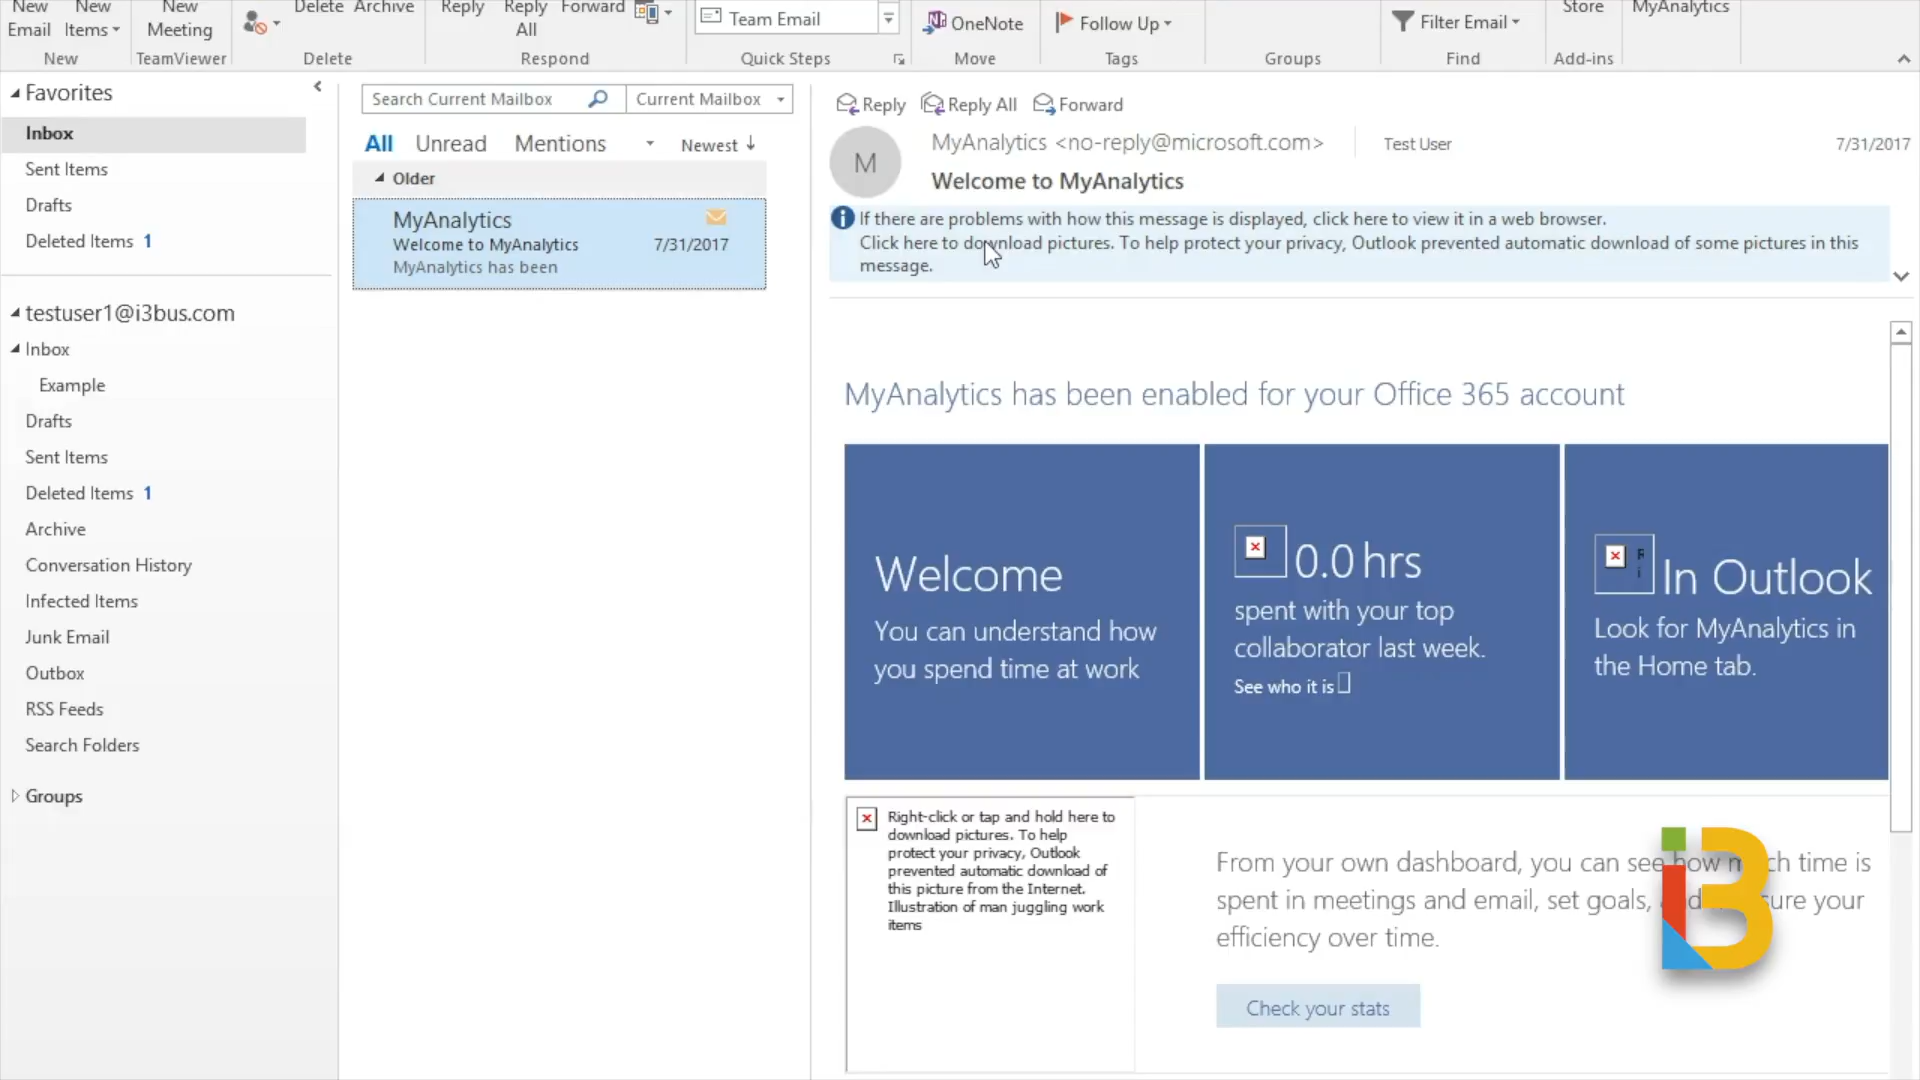 New Email
New Items
New
New Meeting
TeamViewer
Delete
Archive
Delete
Reply
Reply All
Forward
Respond
Team Email
Quick Steps
OneNote
Move
Follow Up
Tags
Groups
Filter Email
Find
Store
Add-ins
MyAnalytics
Favorites
Inbox
Sent Items
Drafts
Deleted Items 1
testuser1@i3bus.com
Inbox
Example
Drafts
Sent Items
Deleted Items 1
Archive
Conversation History
Infected Items
Junk Email
Outbox
RSS Feeds
Search Folders
Groups
Search Current Mailbox
Current Mailbox
All Unread Mentions
Newest
Older
MyAnalytics
Welcome to MyAnalytics 7/31/2017
MyAnalytics has been
Reply Reply All Forward
M
MyAnalytics <no-reply@microsoft.com>
Test User
7/31/2017
Welcome to MyAnalytics
If there are problems with how this message is displayed, click here to view it in a web browser.
Click here to download pictures. To help protect your privacy, Outlook prevented automatic download of some pictures in this
message.
MyAnalytics has been enabled for your Office 365 account
Welcome
You can understand how
you spend time at work
0.0 hrs
spent with your top
collaborator last week.
See who it is
In Outlook
Look for MyAnalytics in
the Home tab.
Right-click or tap and hold here to
download pictures. To help
protect your privacy, Outlook
prevented automatic download of
this picture from the Internet.
Illustration of man juggling work
items
From your own dashboard, you can see how much time is
spent in meetings and email, set goals, and measure your
efficiency over time.
Check your stats
i3